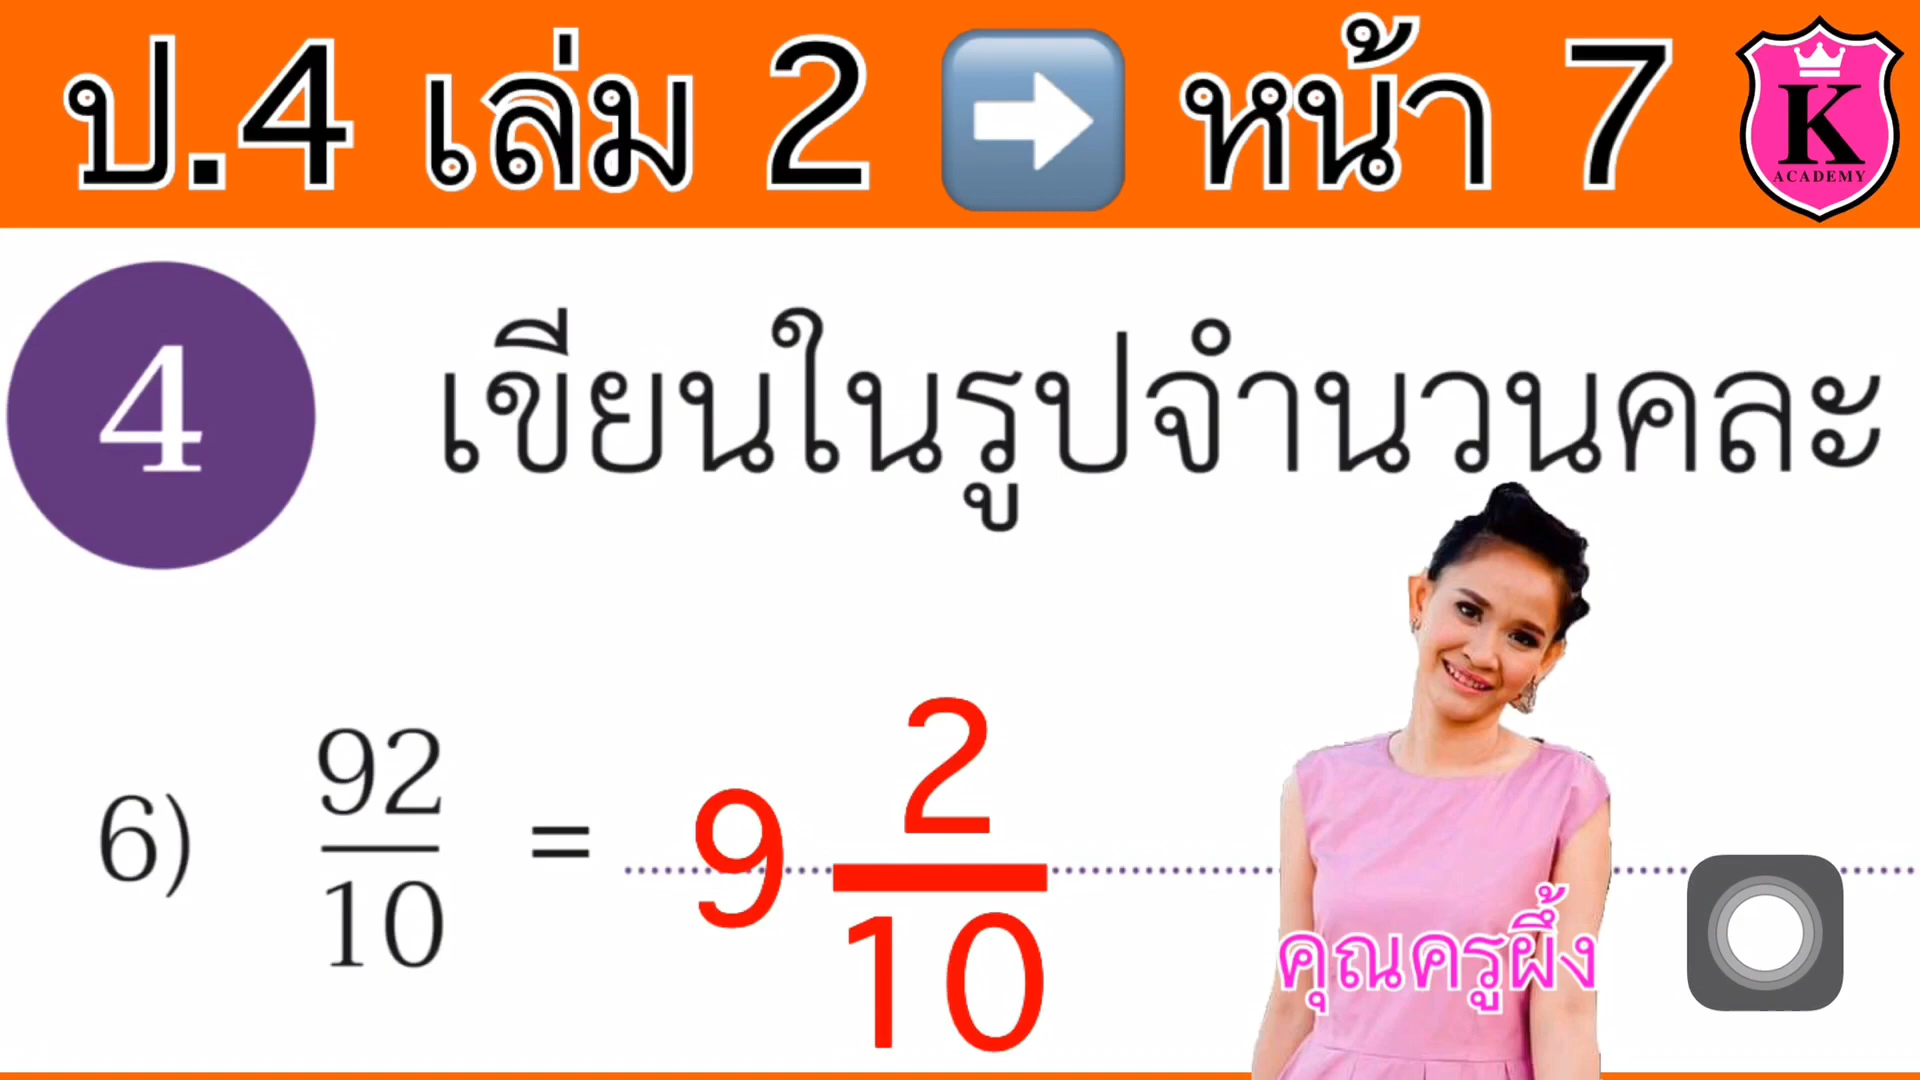 ป.4 เล่ม 2 ➡ หน้า 7
K
ACADEMY
4 เขียนในรูปจำนวนคละ
6) 92/10 = 9 2/10
คุณครูผึ้ง